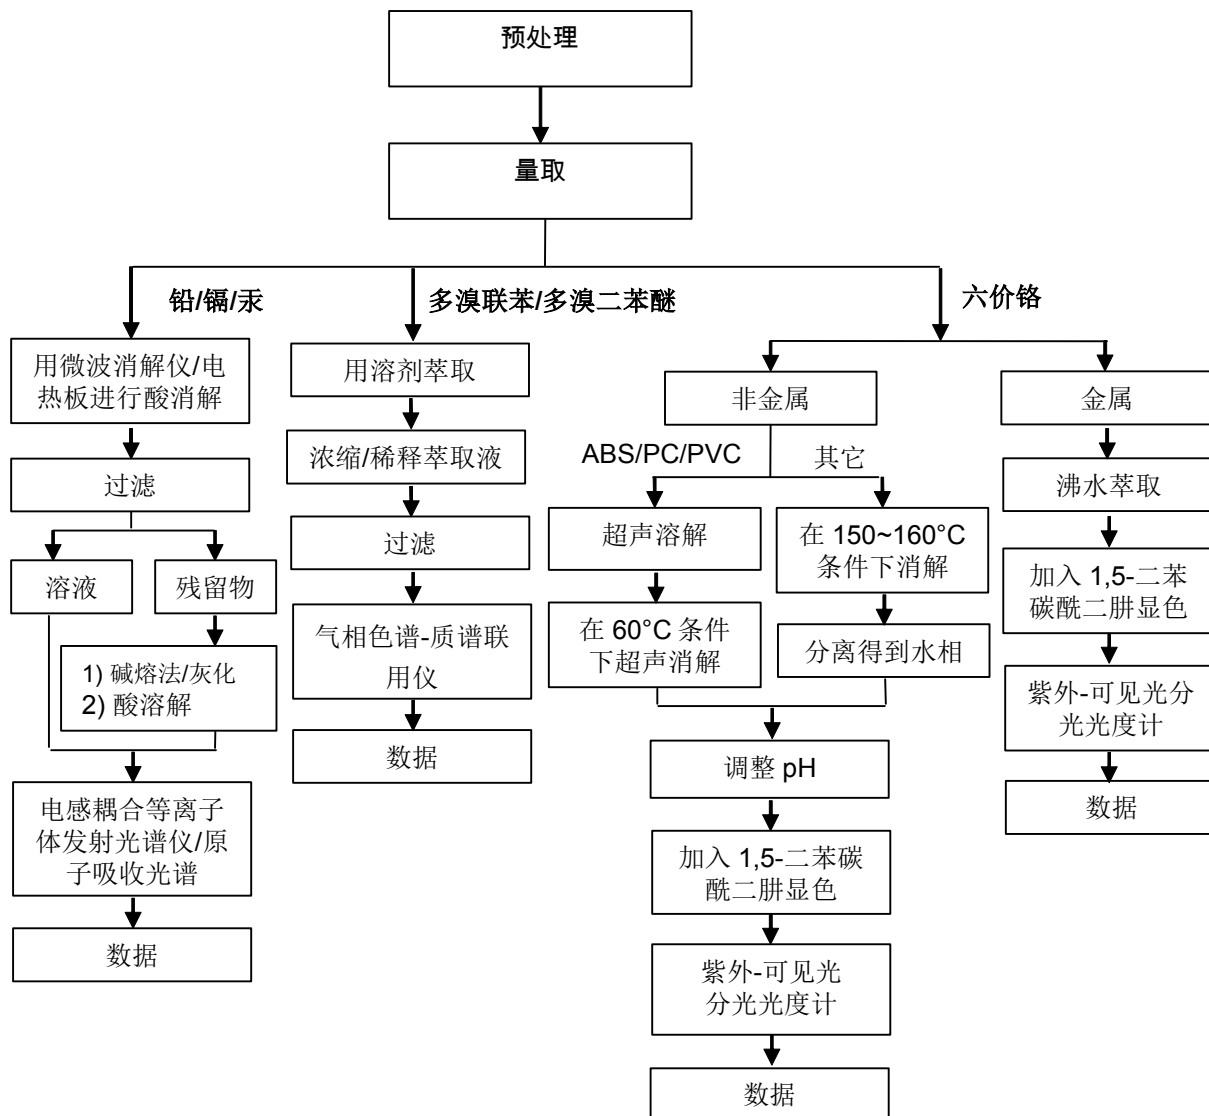 预处理
量取
铅/镉/汞
多溴联苯/多溴二苯醚
六价铬
用微波消解仪/电
热板进行酸消解
过滤
溶液
残留物
1) 碱熔法/灰化
2) 酸溶解
电感耦合等离子
体发射光谱仪/原
子吸收光谱
数据
用溶剂萃取
浓缩/稀释萃取液
过滤
气相色谱-质谱联
用仪
数据
非金属
ABS/PC/PVC
其它
超声溶解
在 60°C 条件
下超声消解
在 150~160°C
条件下消解
分离得到水相
调整 pH
加入 1,5-二苯碳
酰二肼显色
紫外-可见光
分光光度计
数据
金属
沸水萃取
加入 1,5-二苯
碳酰二肼显色
紫外-可见光分
光光度计
数据